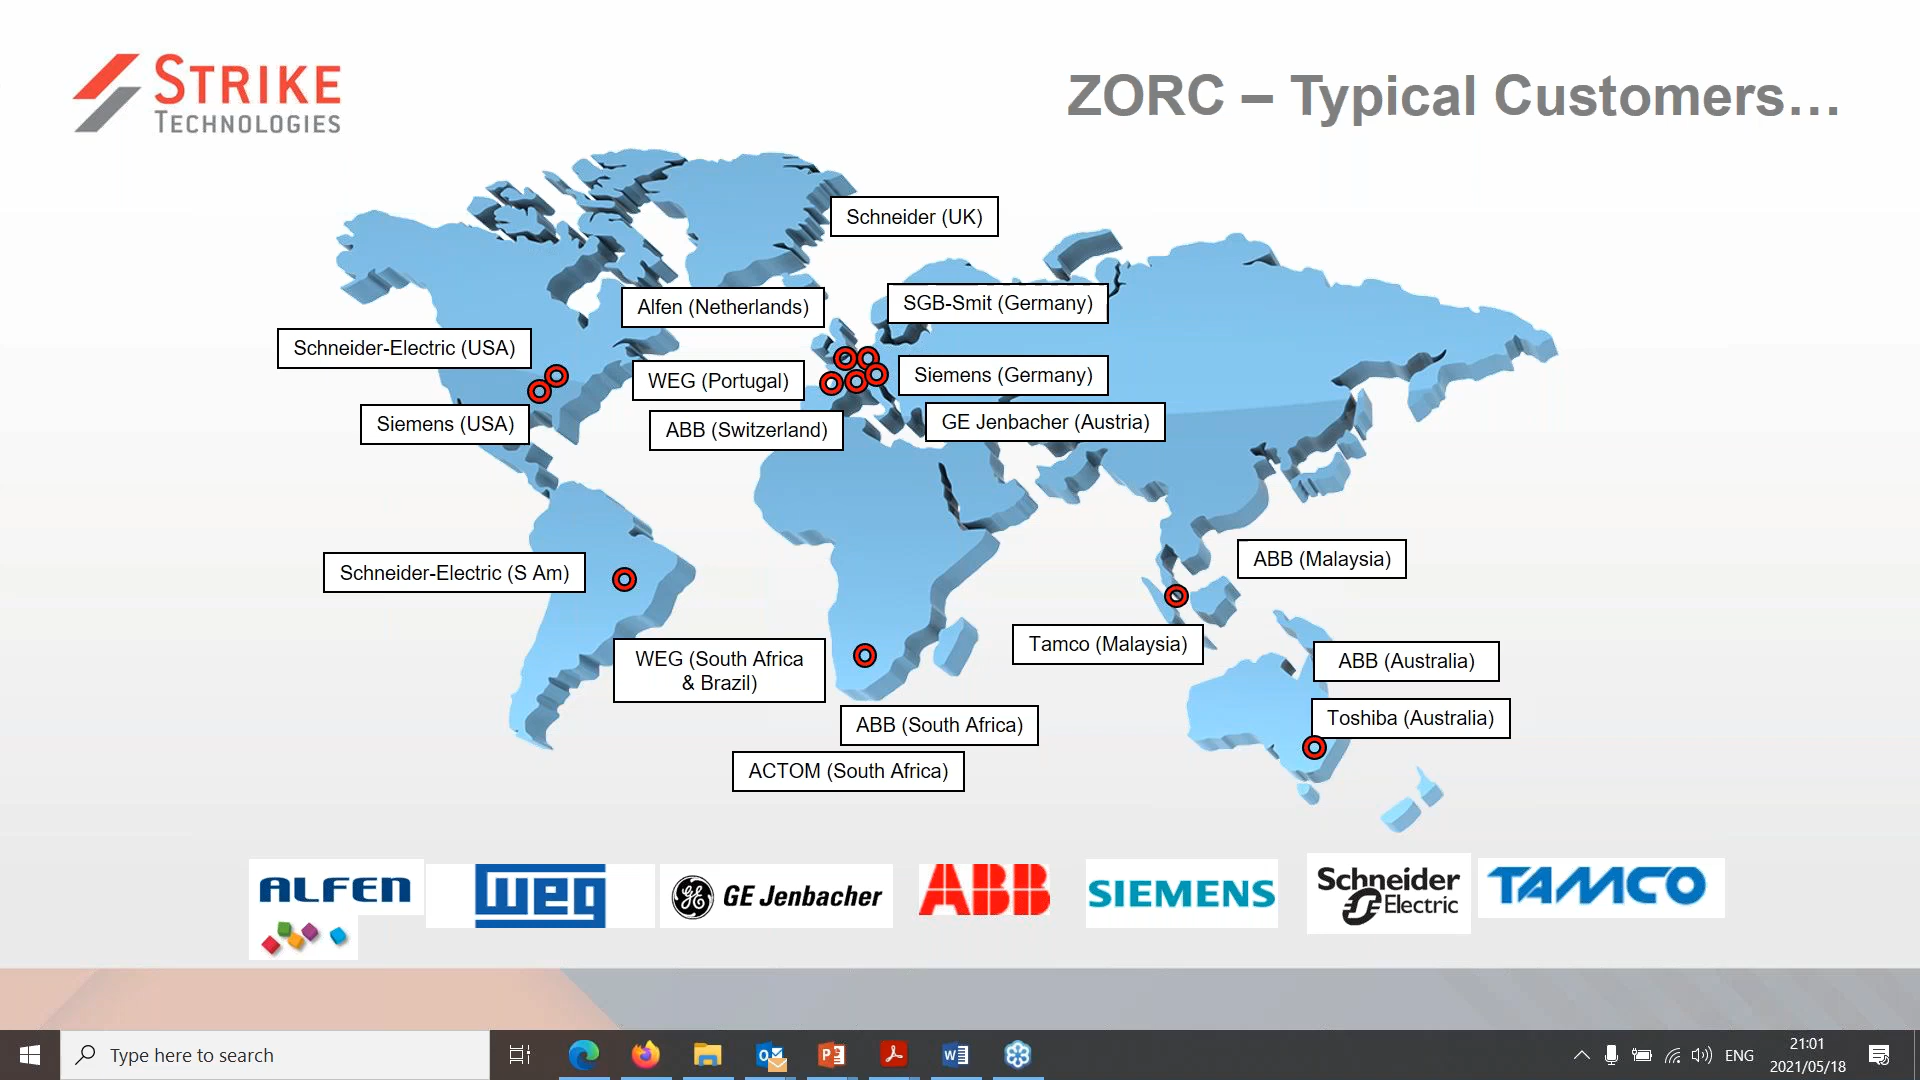 STRIKE
TECHNOLOGIES
ZORC – Typical Customers…
Schneider (UK)
Alfen (Netherlands)
SGB-Smit (Germany)
Schneider-Electric (USA)
WEG (Portugal)
Siemens (Germany)
Siemens (USA)
ABB (Switzerland)
GE Jenbacher (Austria)
Schneider-Electric (S Am)
ABB (Malaysia)
Tamco (Malaysia)
WEG (South Africa
& Brazil)
ABB (Australia)
Toshiba (Australia)
ABB (South Africa)
ACTOM (South Africa)
ALFEN
weg
GE
GE Jenbacher
ABB
SIEMENS
Schneider
Electric
TAMCO
Type here to search
ENG
21:01
2021/05/18